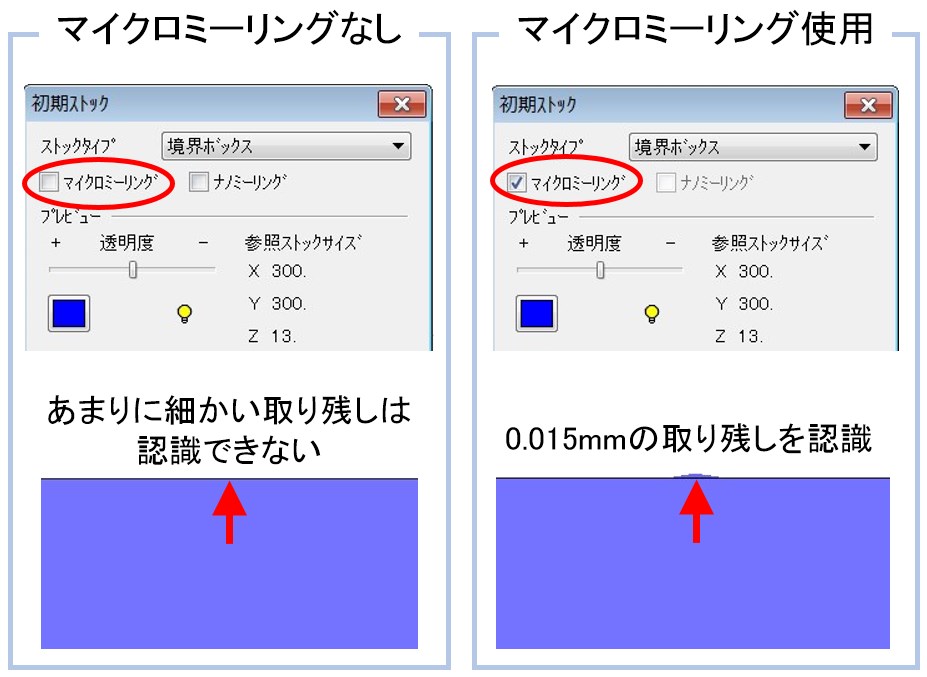 マイクロミーリングなし
初期ストック
ストックタイプ 境界ボックス
マイクロミーリング ナノミーリング
プレビュー
+ 透明度 − 参照ストックサイズ
X 300.
Y 300.
Z 13.
あまりに細かい取り残しは
認識できない
マイクロミーリング使用
初期ストック
ストックタイプ 境界ボックス
マイクロミーリング ナノミーリング
プレビュー
+ 透明度 − 参照ストックサイズ
X 300.
Y 300.
Z 13.
0.015mmの取り残しを認識